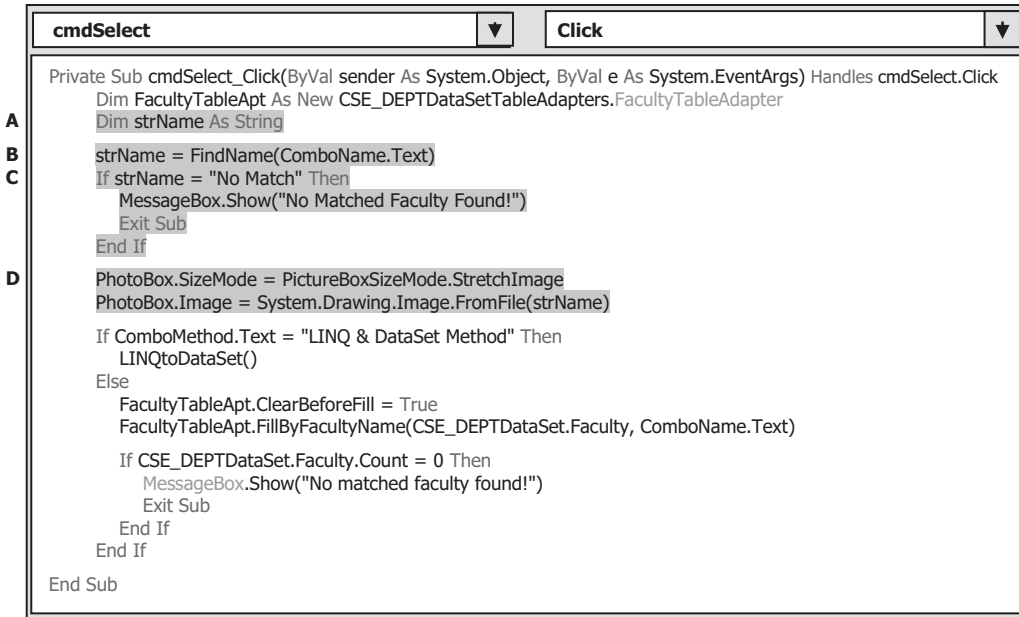 cmdSelect Click
Private Sub cmdSelect_Click(ByVal sender As System.Object, ByVal e As System.EventArgs) Handles cmdSelect.Click
Dim FacultyTableApt As New CSE_DEPTDataSetTableAdapters.FacultyTableAdapter
A Dim strName As String
B strName = FindName(ComboName.Text)
C If strName = "No Match" Then
MessageBox.Show("No Matched Faculty Found!")
Exit Sub
End If
D PhotoBox.SizeMode = PictureBoxSizeMode.StretchImage
PhotoBox.Image = System.Drawing.Image.FromFile(strName)
If ComboMethod.Text = "LINQ & DataSet Method" Then
LINQtoDataSet()
Else
FacultyTableApt.ClearBeforeFill = True
FacultyTableApt.FillByFacultyName(CSE_DEPTDataSet.Faculty, ComboName.Text)
If CSE_DEPTDataSet.Faculty.Count = 0 Then
MessageBox.Show("No matched faculty found!")
Exit Sub
End If
End If
End Sub